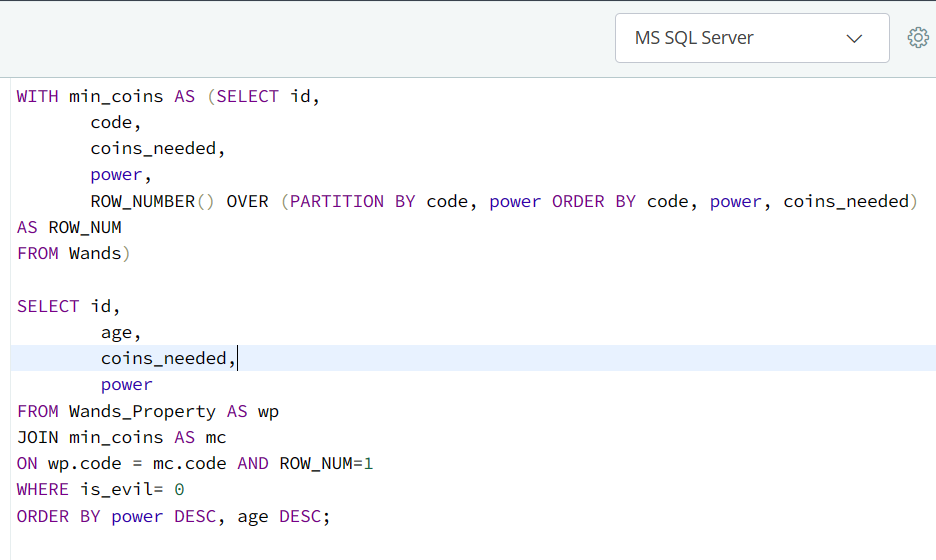 MS SQL Server
WITH min_coins AS (SELECT id,
code,
coins_needed,
power,
ROW_NUMBER() OVER (PARTITION BY code, power ORDER BY code, power, coins_needed)
AS ROW_NUM
FROM Wands)
SELECT id,
age,
coins_needed,
power
FROM Wands_Property AS wp
JOIN min_coins AS mc
ON wp.code = mc.code AND ROW_NUM=1
WHERE is_evil= 0
ORDER BY power DESC, age DESC;